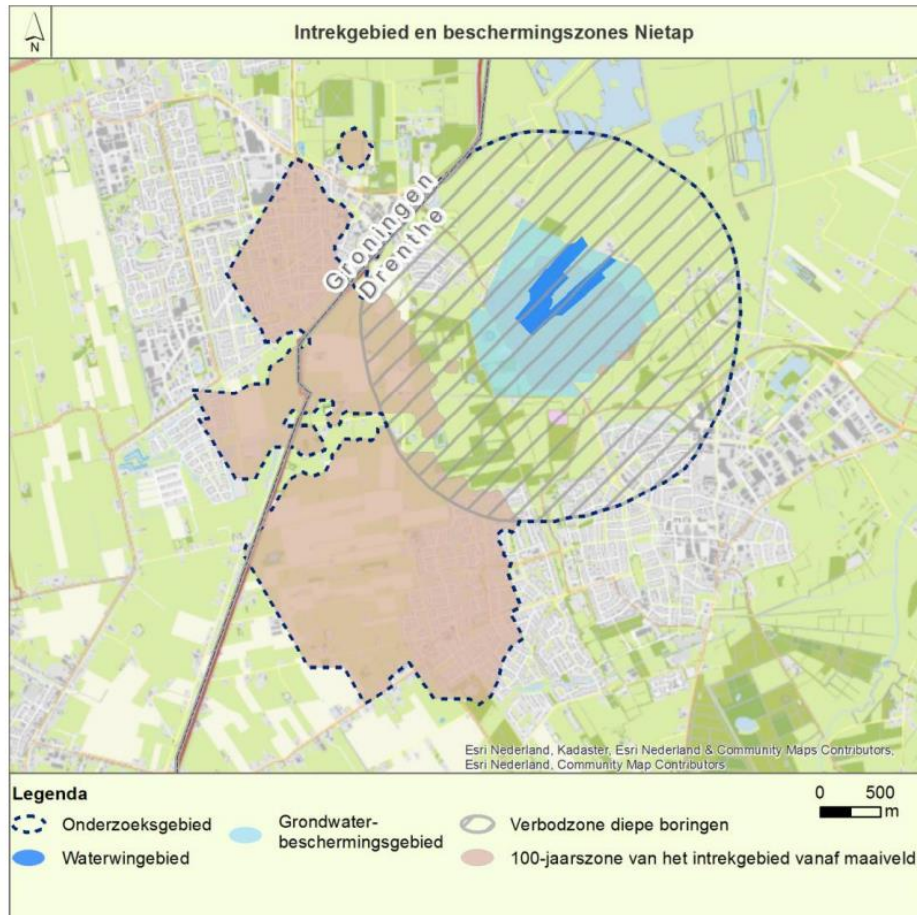 N
Intrekgebied en beschermingszones Nietap
Groningen
Drenthe
Esri Nederland, Kadaster, Esri Nederland & Community Maps Contributors,
Esri Nederland, Community Map Contributors
Legenda
0 500
m
Onderzoeksgebied
Waterwingebied
Grondwater-
beschermingsgebied
Verbodzone diepe boringen
100-jaarszone van het intrekgebied vanaf maaiveld